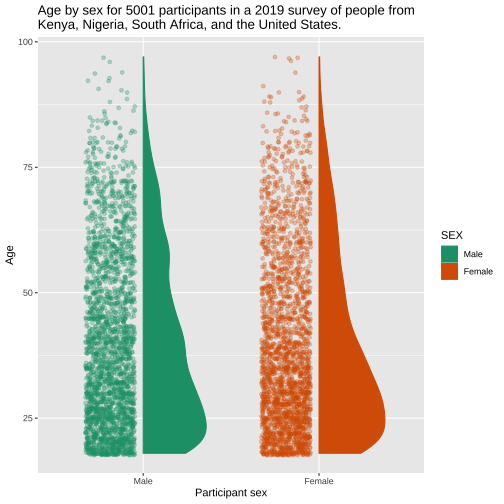 Age by sex for 5001 participants in a 2019 survey of people from
Kenya, Nigeria, South Africa, and the United States.
100
75
50
25
Age
Male
Female
Participant sex
SEX
Male
Female